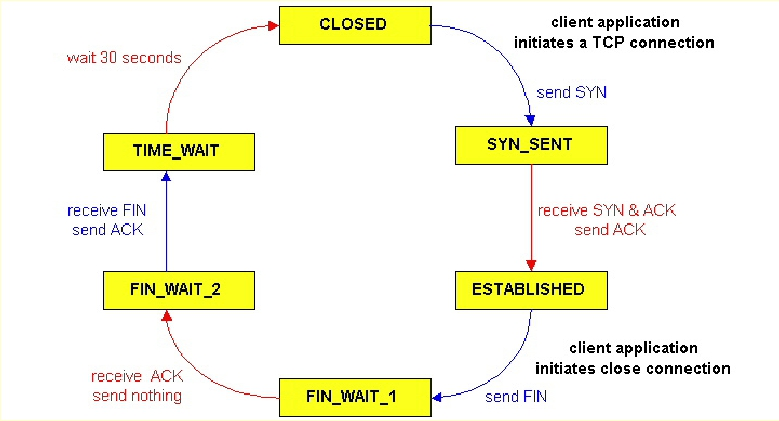 CLOSED
client application
initiates a TCP connection
wait 30 seconds
send SYN
TIME_WAIT
SYN_SENT
receive FIN
send ACK
receive SYN & ACK
send ACK
FIN_WAIT_2
ESTABLISHED
client application
initiates close connection
receive ACK
send nothing
FIN_WAIT_1
send FIN